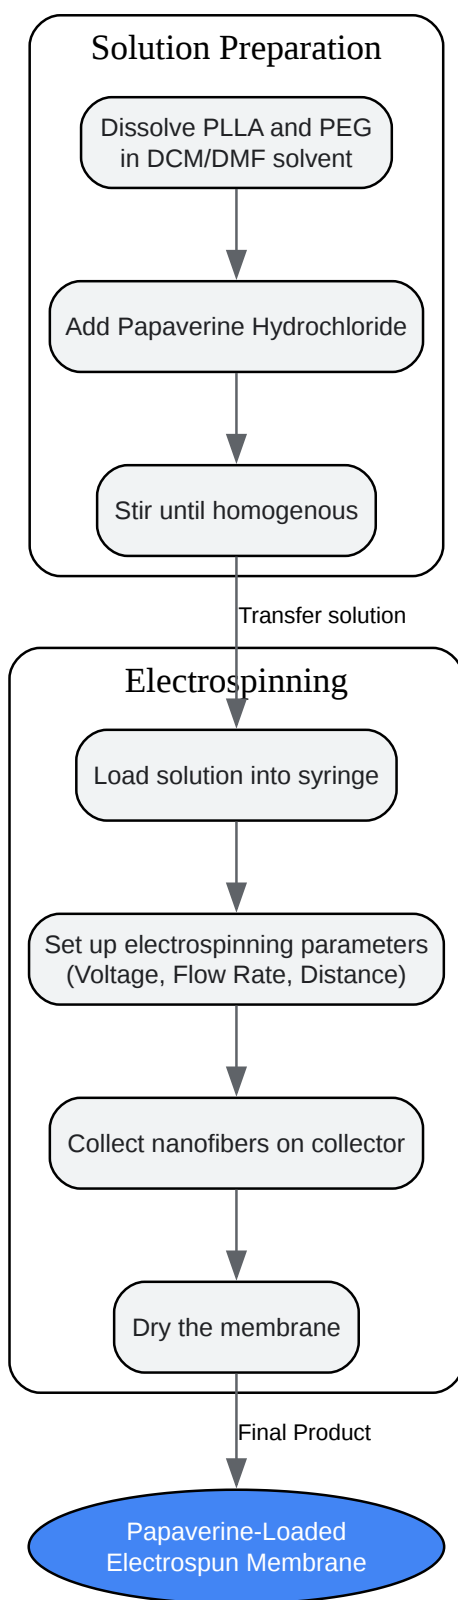 Solution Preparation
Dissolve PLLA and PEG
in DCM/DMF solvent
Add Papaverine Hydrochloride
Stir until homogenous
Transfer solution
Electrospinning
Load solution into syringe
Set up electrospinning parameters
(Voltage, Flow Rate, Distance)
Collect nanofibers on collector
Dry the membrane
Final Product
Papaverine-Loaded
Electrospun Membrane